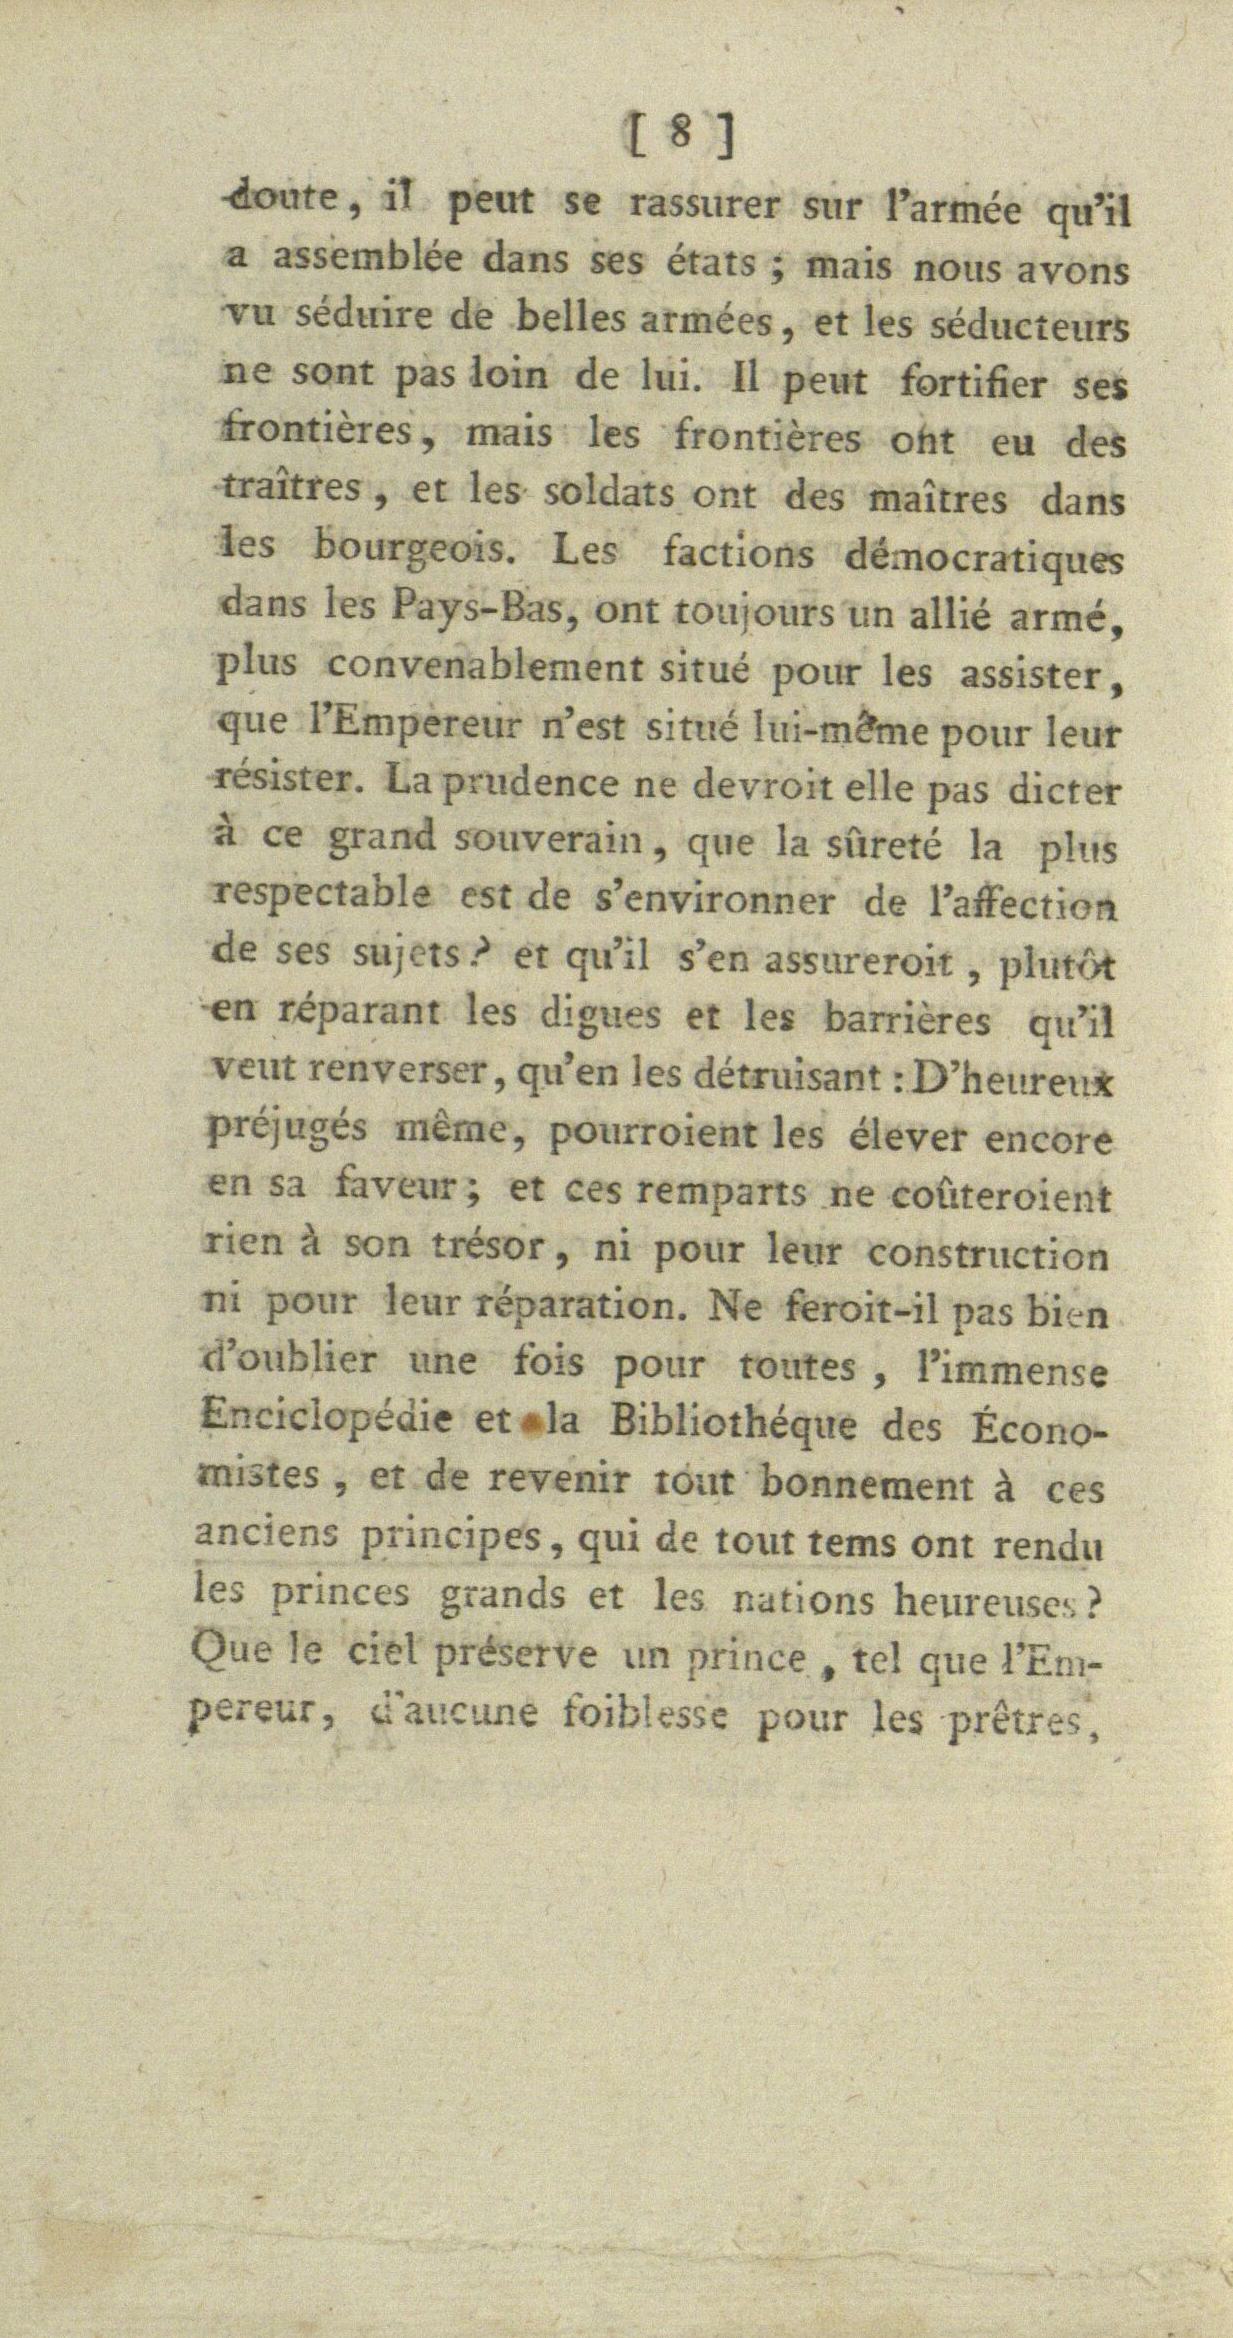 [ 8 ]
doute, il peut se rassurer sur l'armée qu'il
a assemblée dans ses états ; mais nous avons
vu séduire de belles armées, et les séducteurs
ne sont pas loin de lui. Il peut fortifier ses
frontières, mais les frontières ont eu des
traîtres, et les soldats ont des maîtres dans
les bourgeois. Les factions démocratiques
dans les Pays-Bas, ont toujours un allié armé,
plus convenablement situé pour les assister,
que l'Empereur n'est situé lui-même pour leur
résister. La prudence ne devroit elle pas dicter
à ce grand souverain, que la sûreté la plus
respectable est de s'environner de l'affection
de ses sujets ? et qu'il s'en assureroit, plutôt
en réparant les digues et les barrières qu'il
veut renverser, qu'en les détruisant : D'heureux
préjugés même, pourroient les élever encore
en sa faveur ; et ces remparts ne coûteroient
rien à son trésor, ni pour leur construction
ni pour leur réparation. Ne feroit-il pas bien
d'oublier une fois pour toutes, l'immense
Enciclopédie et la Bibliothéque des Écono-
mistes, et de revenir tout bonnement à ces
anciens principes, qui de tout tems ont rendu
les princes grands et les nations heureuses ?
Que le ciel préserve un prince, tel que l'Em-
pereur, d'aucune foiblesse pour les prêtres,